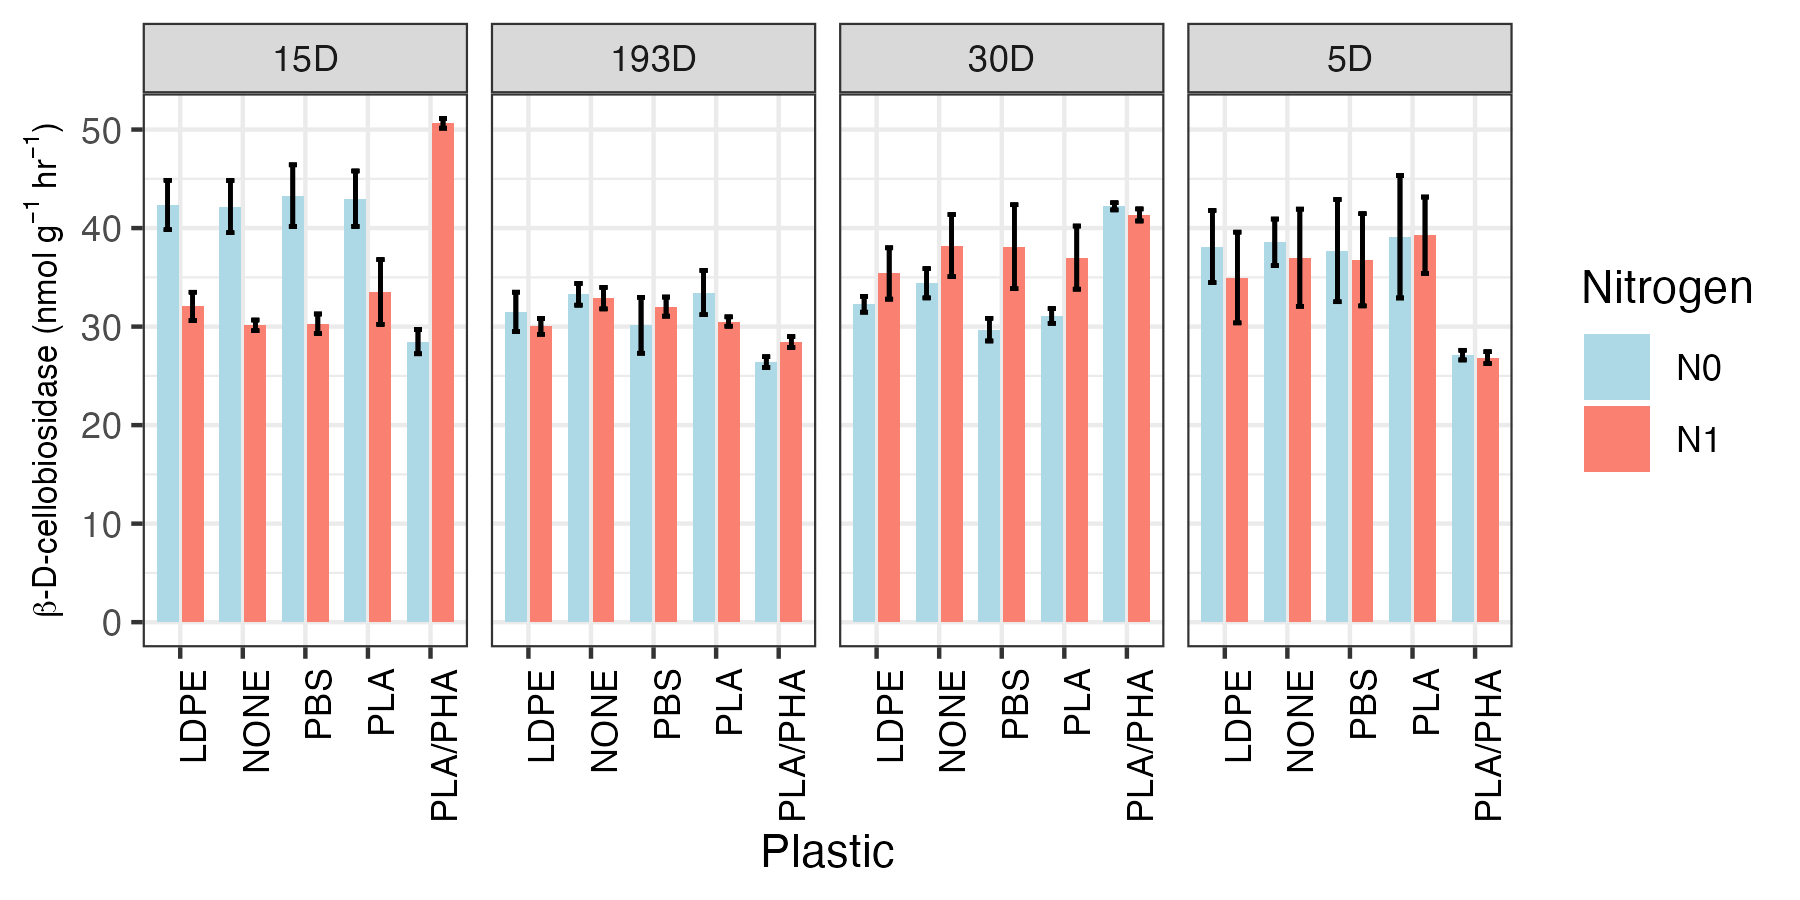 15D 193D 30D 5D
β-D-cellobiosidase (nmol g⁻¹ hr⁻¹)
50
40
30
20
10
0
LDPE NONE PBS PLA PLA/PHA LDPE NONE PBS PLA PLA/PHA LDPE NONE PBS PLA PLA/PHA LDPE NONE PBS PLA PLA/PHA
Plastic
Nitrogen
N0
N1